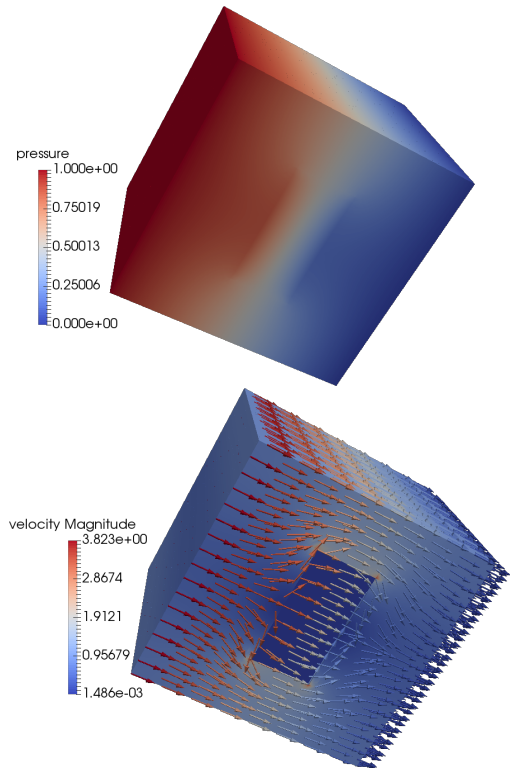 pressure
1.000e+00
0.75019
0.50013
0.25006
0.000e+00
velocity Magnitude
3.823e+00
2.8674
1.9121
0.95679
1.486e-03